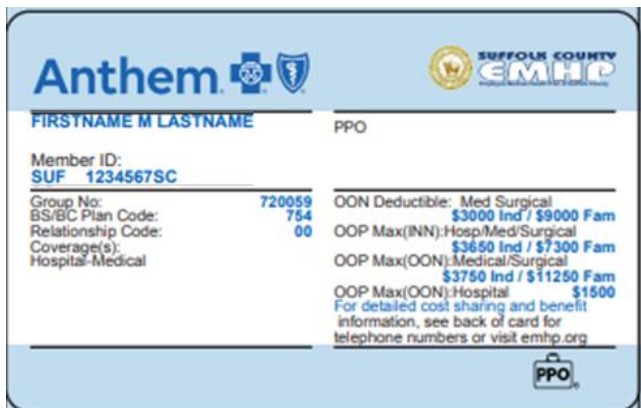 Anthem
SUFFOLK COUNTY
EMHP
FIRSTNAME M LASTNAME
Member ID:
SUF 1234567SC
Group No: 720059
BS/BC Plan Code: 754
Relationship Code: 00
Coverage(s):
Hospital-Medical
PPO
OON Deductible: Med Surgical
$3000 Ind / $9000 Fam
OOP Max(INN):Hosp/Med/Surgical
$3650 Ind / $7300 Fam
OOP Max(OON):Medical/Surgical
$3750 Ind / $11250 Fam
OOP Max(OON):Hospital $1500
For detailed cost sharing and benefit
information, see back of card for
telephone numbers or visit emhp.org
PPO